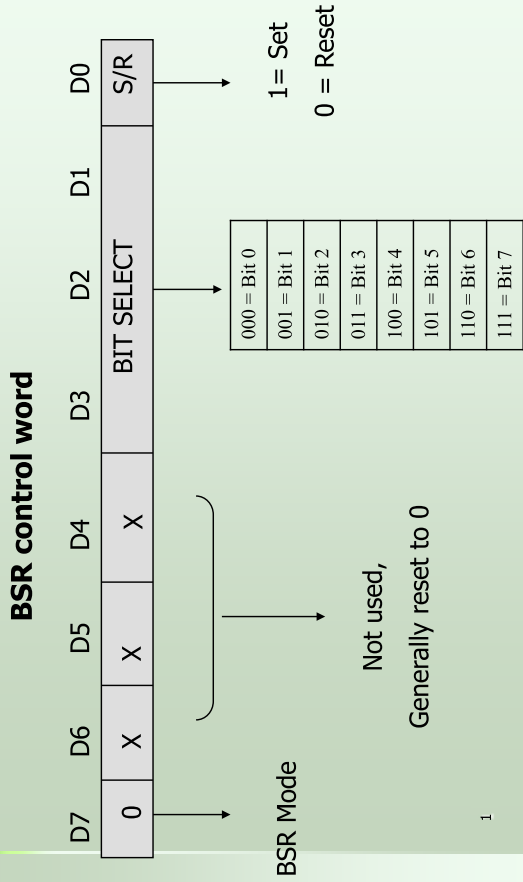 BSR control word
D7 D6 D5 D4 D3 D2 D1 D0
0 X X X BIT SELECT S/R
BSR Mode
Not used,
Generally reset to 0
000 = Bit 0
001 = Bit 1
010 = Bit 2
011 = Bit 3
100 = Bit 4
101 = Bit 5
110 = Bit 6
111 = Bit 7
1= Set
0 = Reset
1